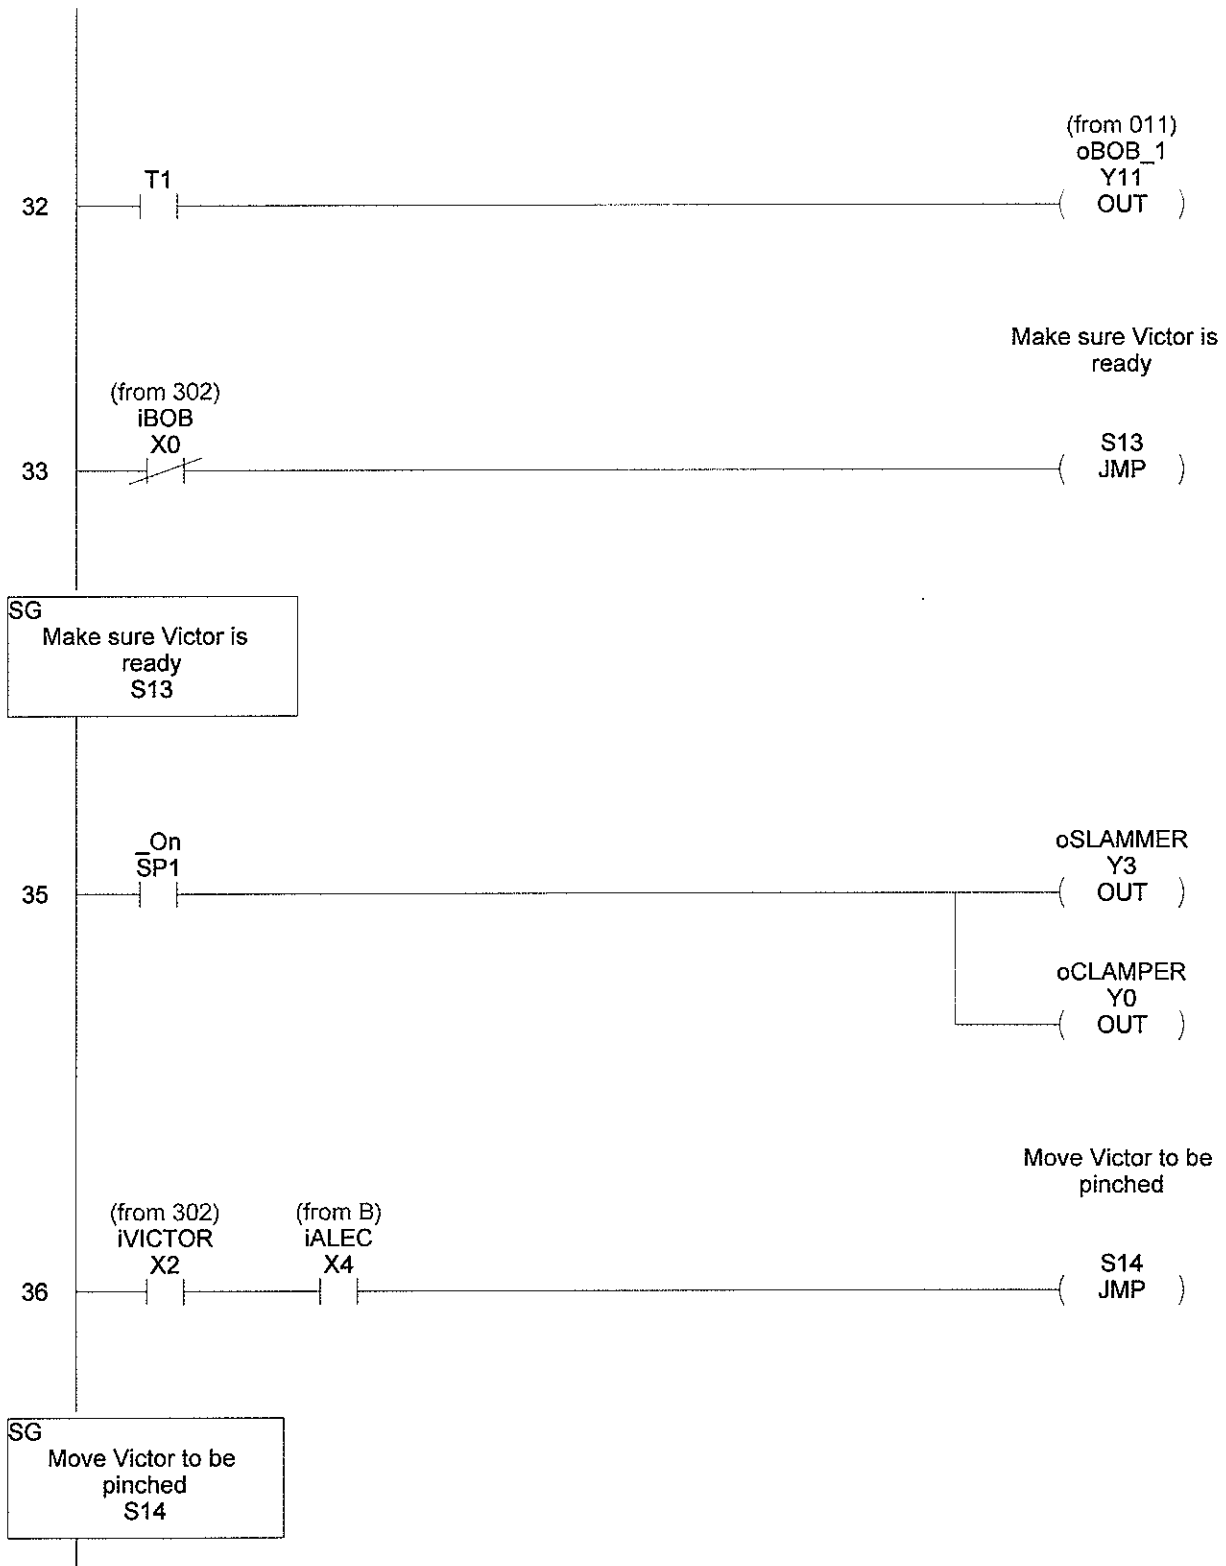 (from 011)
oBOB_1
T1
Y11
32
OUT
Make sure Victor is
ready
(from 302)
iBOB
X0
S13
33
JMP
SG
Make sure Victor is
ready
S13
_On
SP1
oSLAMMER
Y3
35
OUT
oCLAMPER
Y0
OUT
Move Victor to be
pinched
(from 302)
iVICTOR
X2
(from B)
iALEC
X4
S14
36
JMP
SG
Move Victor to be
pinched
S14